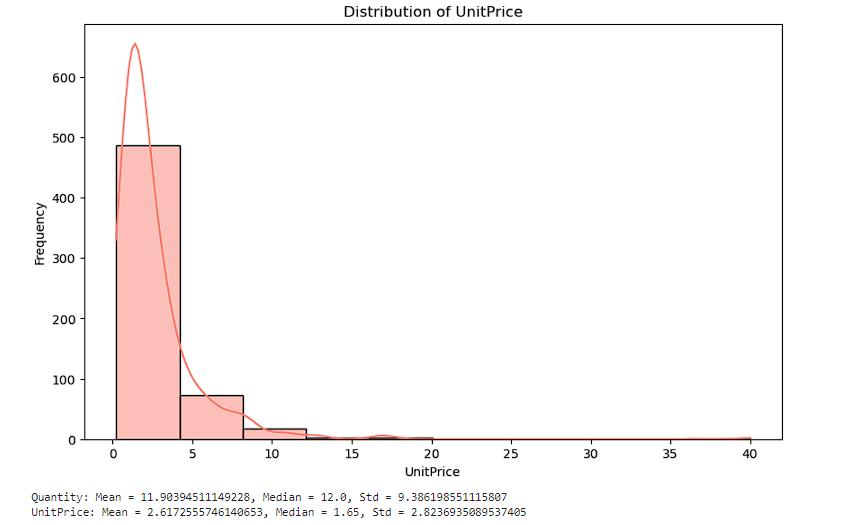 Distribution of UnitPrice
600
500
400
300
200
100
0
Frequency
0 5 10 15 20 25 30 35 40
UnitPrice
Quantity: Mean = 11.90394511149228, Median = 12.0, Std = 9.386198551115807
UnitPrice: Mean = 2.6172555746140653, Median = 1.65, Std = 2.8236935089537405